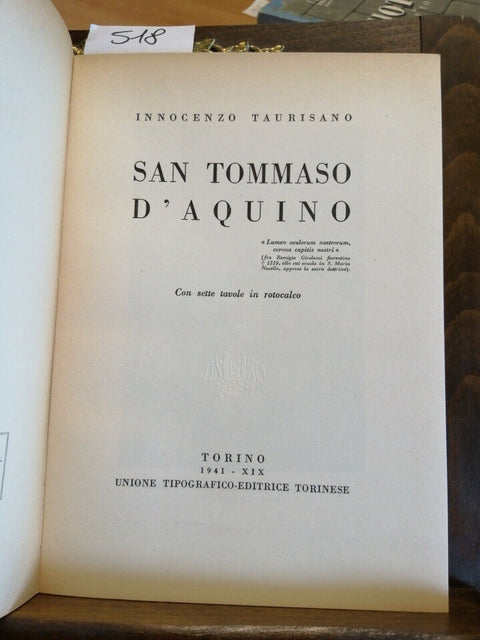 518
INNOCENZO TAURISANO
SAN TOMMASO
D'AQUINO
« Lumen oculorum nostrorum,
corona capitis nostri »
(fra Remigio Girolami fiorentino
† 1319, alla cui scuola in S. Maria
Novella, apprese la sacra dottrina).
Con sette tavole in rotocalco
TORINO
1941 - XIX
UNIONE TIPOGRAFICO-EDITRICE TORINESE